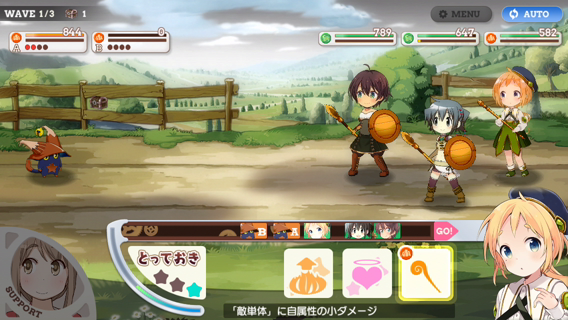 WAVE 1/3 1
MENU
AUTO
844
A
0
B
789
647
582
B A GO!
とっておき
SUPPORT
「敵単体」に自属性の小ダメージ